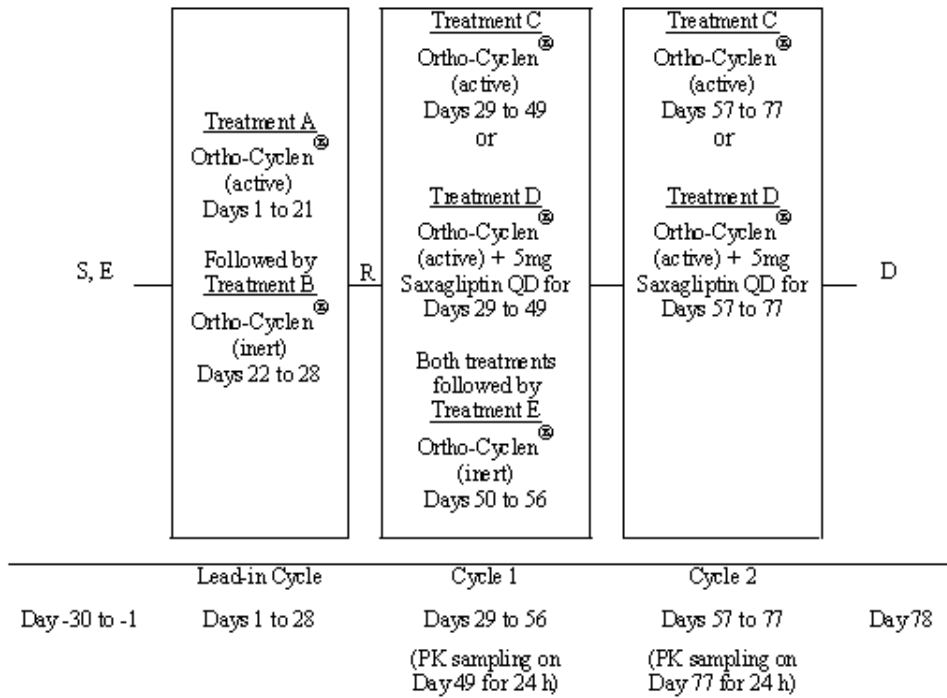 S, E
Treatment A
Ortho-Cyclen®
(active)
Days 1 to 21
Followed by
Treatment B
Ortho-Cyclen®
(inert)
Days 22 to 28
R
Treatment C
Ortho-Cyclen®
(active)
Days 29 to 49
or
Treatment D
Ortho-Cyclen®
(active) + 5mg
Saxagliptin QD for
Days 29 to 49
Both treatments
followed by
Treatment E
Ortho-Cyclen®
(inert)
Days 50 to 56
Treatment C
Ortho-Cyclen®
(active)
Days 57 to 77
or
Treatment D
Ortho-Cyclen®
(active) + 5mg
Saxagliptin QD for
Days 57 to 77
D
Lead-in Cycle
Cycle 1
Cycle 2
Day -30 to -1
Days 1 to 28
Days 29 to 56
Days 57 to 77
Day 78
(PK sampling on
Day 49 for 24 h)
(PK sampling on
Day 77 for 24 h)